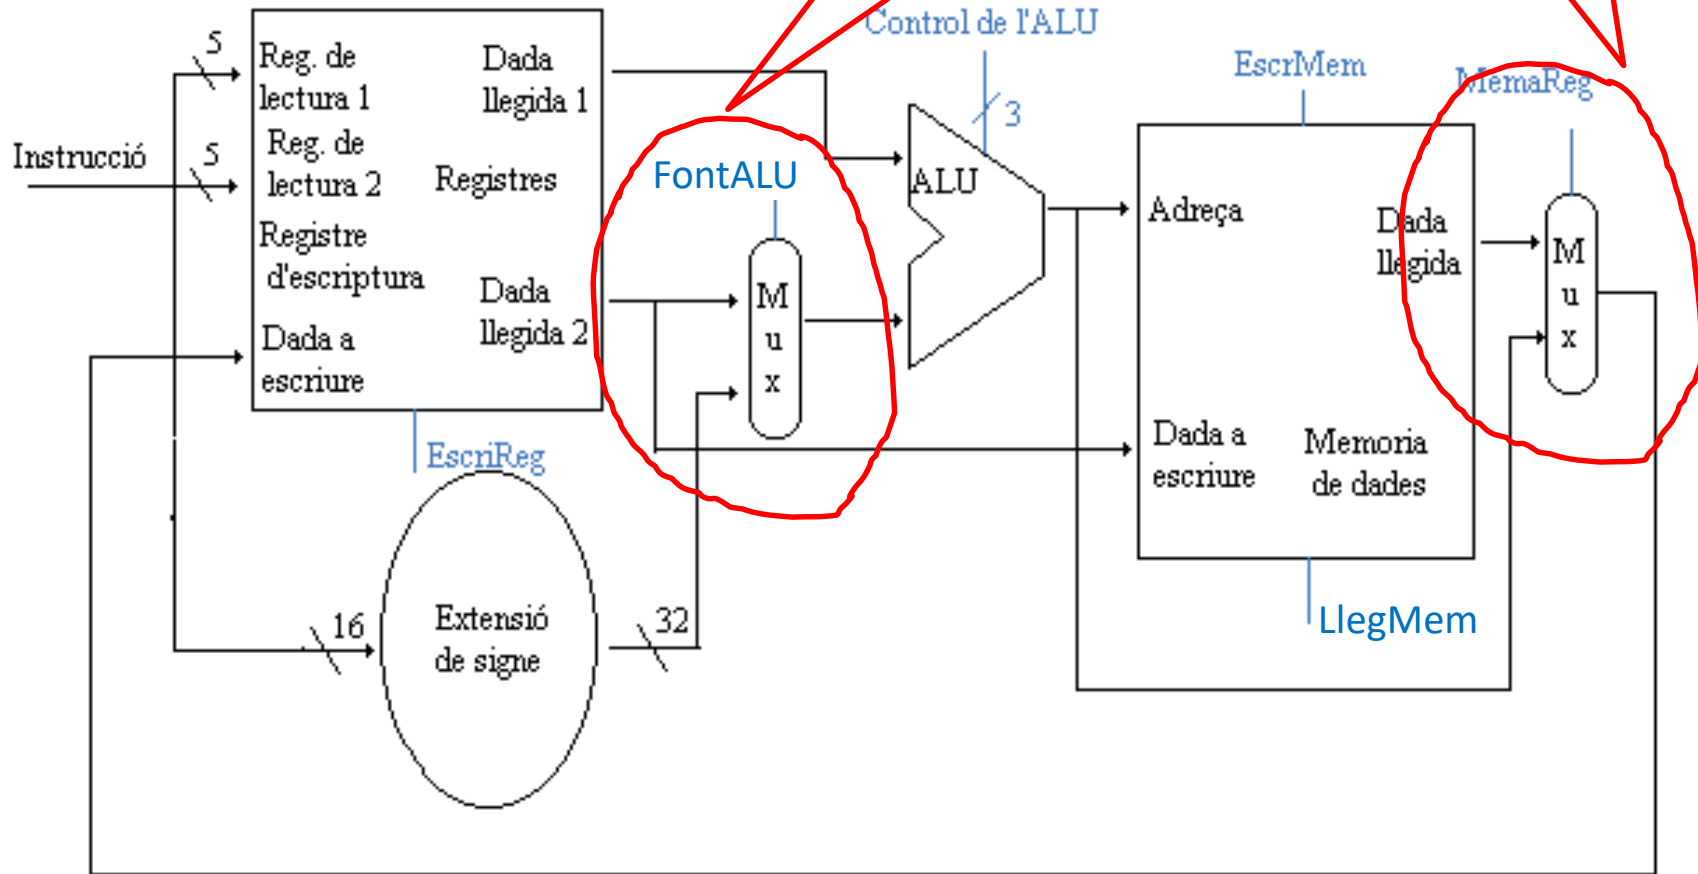 Control de l'ALU
5
Reg. de
lectura 1
Dada
llegida 1
EscrMem
MemaReg
3
Instrucció
5
Reg. de
lectura 2
Registres
FontALU
ALU
Adreça
Dada
llegida
M
u
x
Registre
d'escriptura
Dada
llegida 2
M
u
x
Dada a
escriure
EscriReg
Dada a
escriure
Memoria
de dades
16
Extensió
de signe
32
LlegMem